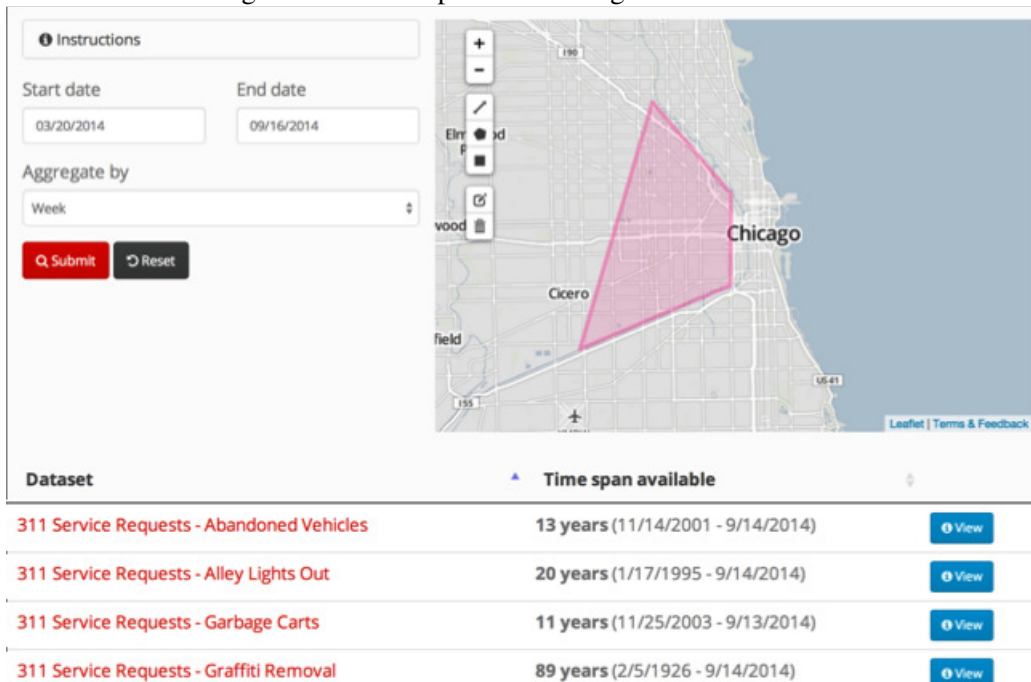 Instructions
Start date End date
03/20/2014 09/16/2014
Aggregate by
Week
Submit Reset
+
-
190
Chicago
Cicero
field
155
US 41
Leaflet | Terms & Feedback
Dataset Time span available
311 Service Requests - Abandoned Vehicles 13 years (11/14/2001 - 9/14/2014) View
311 Service Requests - Alley Lights Out 20 years (1/17/1995 - 9/14/2014) View
311 Service Requests - Garbage Carts 11 years (11/25/2003 - 9/13/2014) View
311 Service Requests - Graffiti Removal 89 years (2/5/1926 - 9/14/2014) View